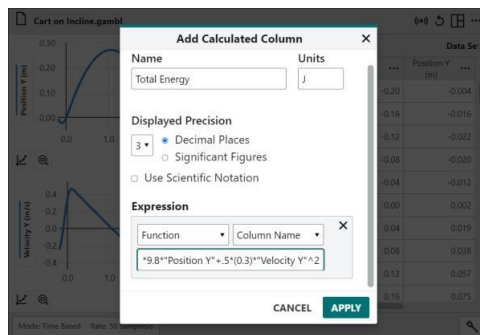 Cart on Incline.gambl
Add Calculated Column
Name
Units
Total Energy
J
Displayed Precision
3
Decimal Places
Significant Figures
Use Scientific Notation
Expression
Function
Column Name
*9.8*"Position Y"+.5*(0.3)*"Velocity Y"^2
CANCEL
APPLY
Position Y (m)
0.30
0.20
0.10
0.00
0.0
1.0
Velocity Y (m/s)
0.4
0.2
0.0
-0.2
-0.4
0.0
1.0
Data Se
Position Y
(m)
-0.20 -0.004
-0.16 -0.016
-0.12 -0.022
-0.08 -0.020
-0.04 -0.012
0.00 0.002
0.04 0.019
0.08 0.036
0.12 0.057
0.16 0.075
Mode: Time Based Rate: 50 samples/s